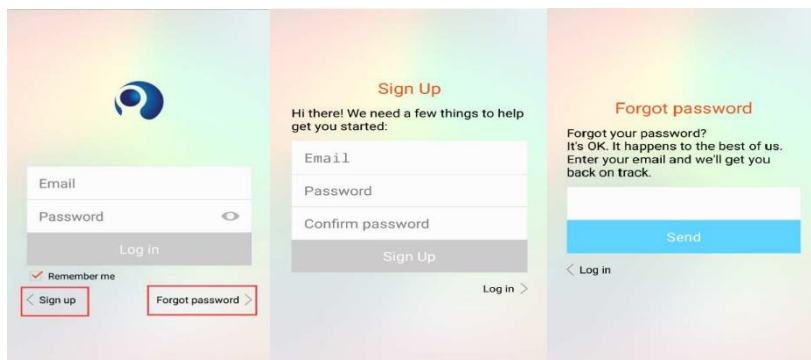 Email
Password
Log in
Remember me
Sign up
Forgot password
Sign Up
Hi there! We need a few things to help
get you started:
Email
Password
Confirm password
Sign Up
Log in
Forgot password
Forgot your password?
It's OK. It happens to the best of us.
Enter your email and we'll get you
back on track.
Send
Log in